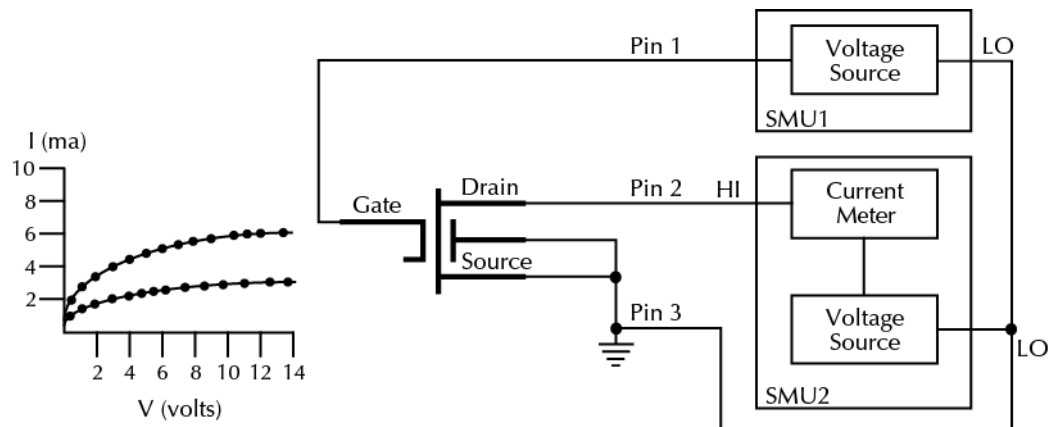 Pin 1
Voltage
Source
LO
SMU1
I (ma)
10
8
6
4
2
2 4 6 8 10 12 14
V (volts)
Gate
Drain
Source
Pin 2
HI
Pin 3
Current
Meter
Voltage
Source
LO
SMU2